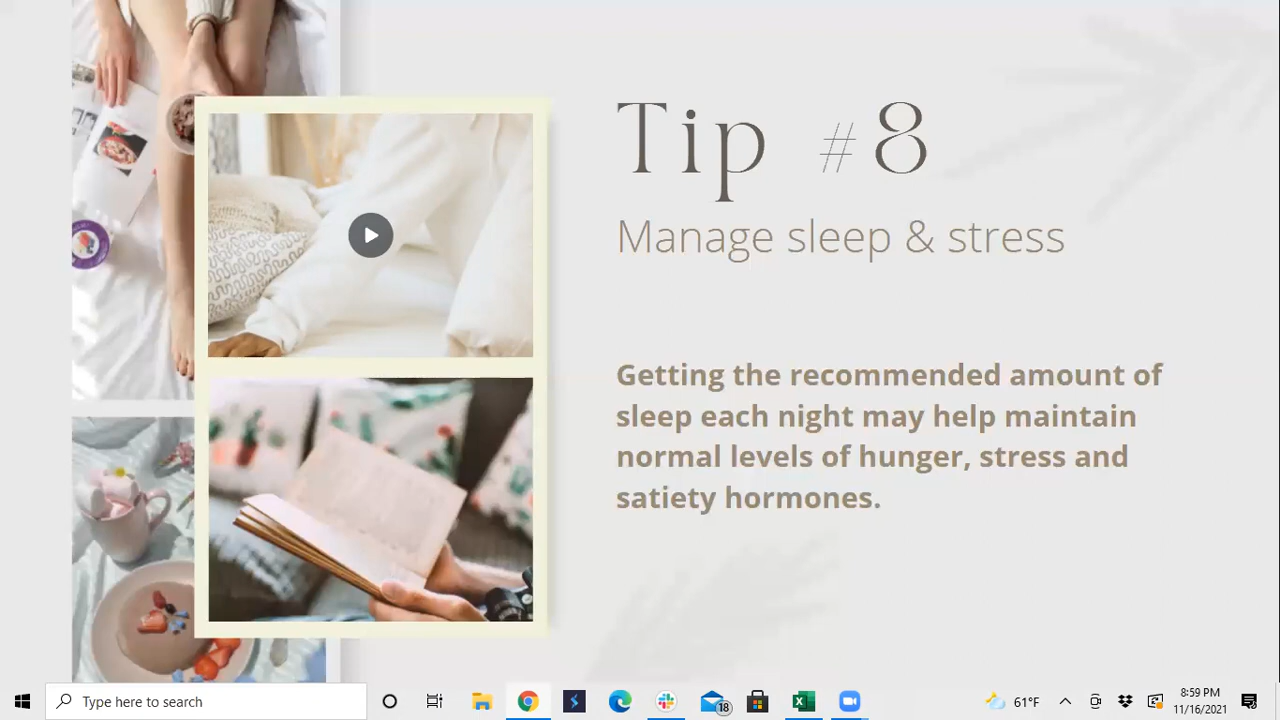 Tip #8
Manage sleep & stress
Getting the recommended amount of
sleep each night may help maintain
normal levels of hunger, stress and
satiety hormones.
Type here to search
18
61°F
8:59 PM
11/16/2021